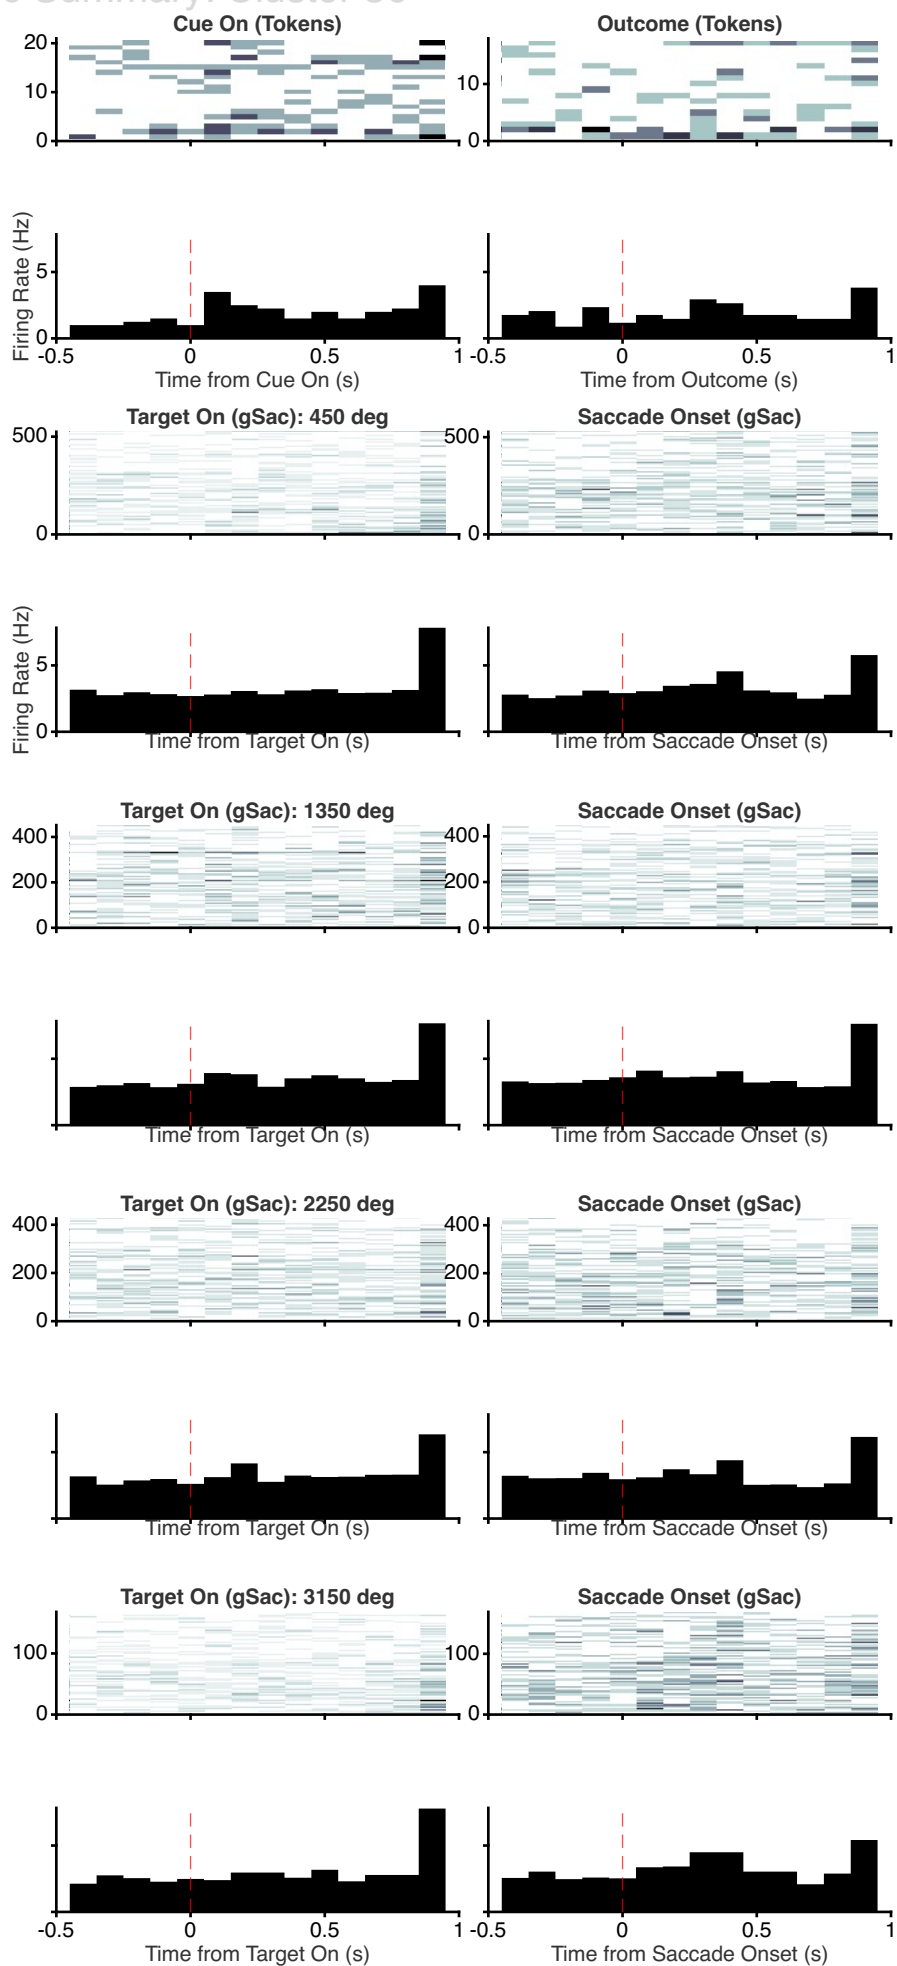 Summary: Cluster
Cue On (Tokens) Outcome (Tokens)
20
10 10
0 0
Firing Rate (Hz)
5
0
-0.5 0 0.5 1 -0.5 0 0.5 1
Time from Cue On (s) Time from Outcome (s)
Target On (gSac): 450 deg Saccade Onset (gSac)
500 500
0 0
Firing Rate (Hz)
5
0
Time from Target On (s) Time from Saccade Onset (s)
Target On (gSac): 1350 deg Saccade Onset (gSac)
400 400
200 200
0 0
Time from Target On (s) Time from Saccade Onset (s)
Target On (gSac): 2250 deg Saccade Onset (gSac)
400 400
200 200
0 0
Time from Target On (s) Time from Saccade Onset (s)
Target On (gSac): 3150 deg Saccade Onset (gSac)
100 100
0 0
-0.5 0 0.5 1 -0.5 0 0.5 1
Time from Target On (s) Time from Saccade Onset (s)